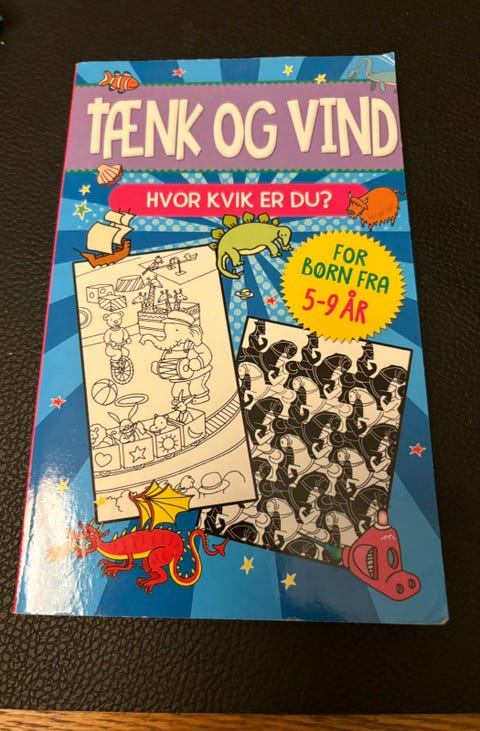 TÆNK OG VIND
HVOR KVIK ER DU?
FOR
BØRN FRA
5-9 ÅR